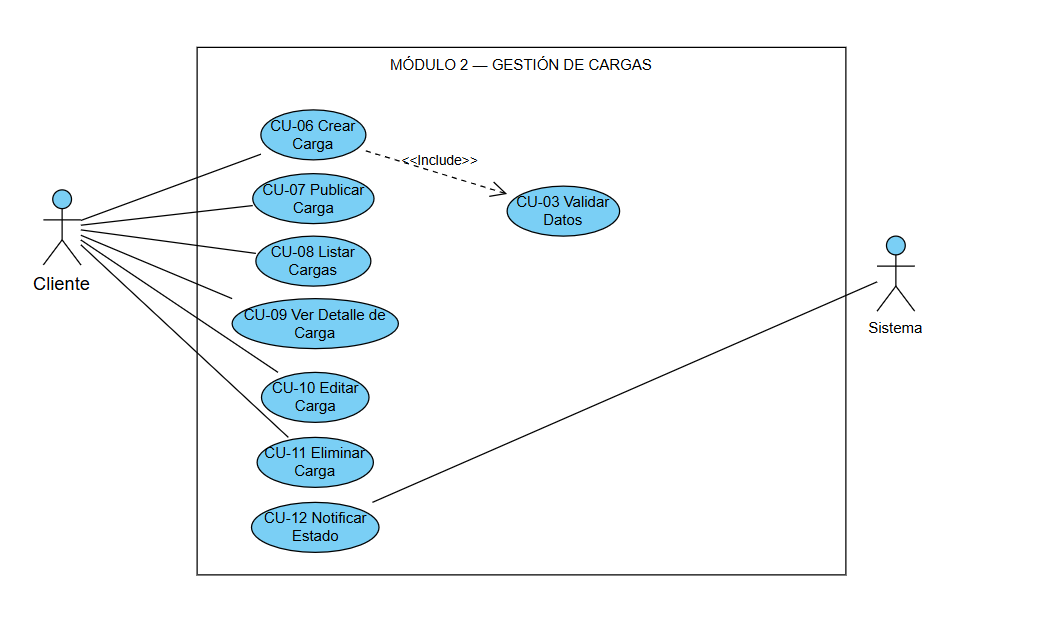 MÓDULO 2 — GESTIÓN DE CARGAS
CU-06 Crear
Carga
<<Include>>
CU-07 Publicar
Carga
CU-03 Validar
Datos
CU-08 Listar
Cargas
Cliente
CU-09 Ver Detalle de
Carga
Sistema
CU-10 Editar
Carga
CU-11 Eliminar
Carga
CU-12 Notificar
Estado